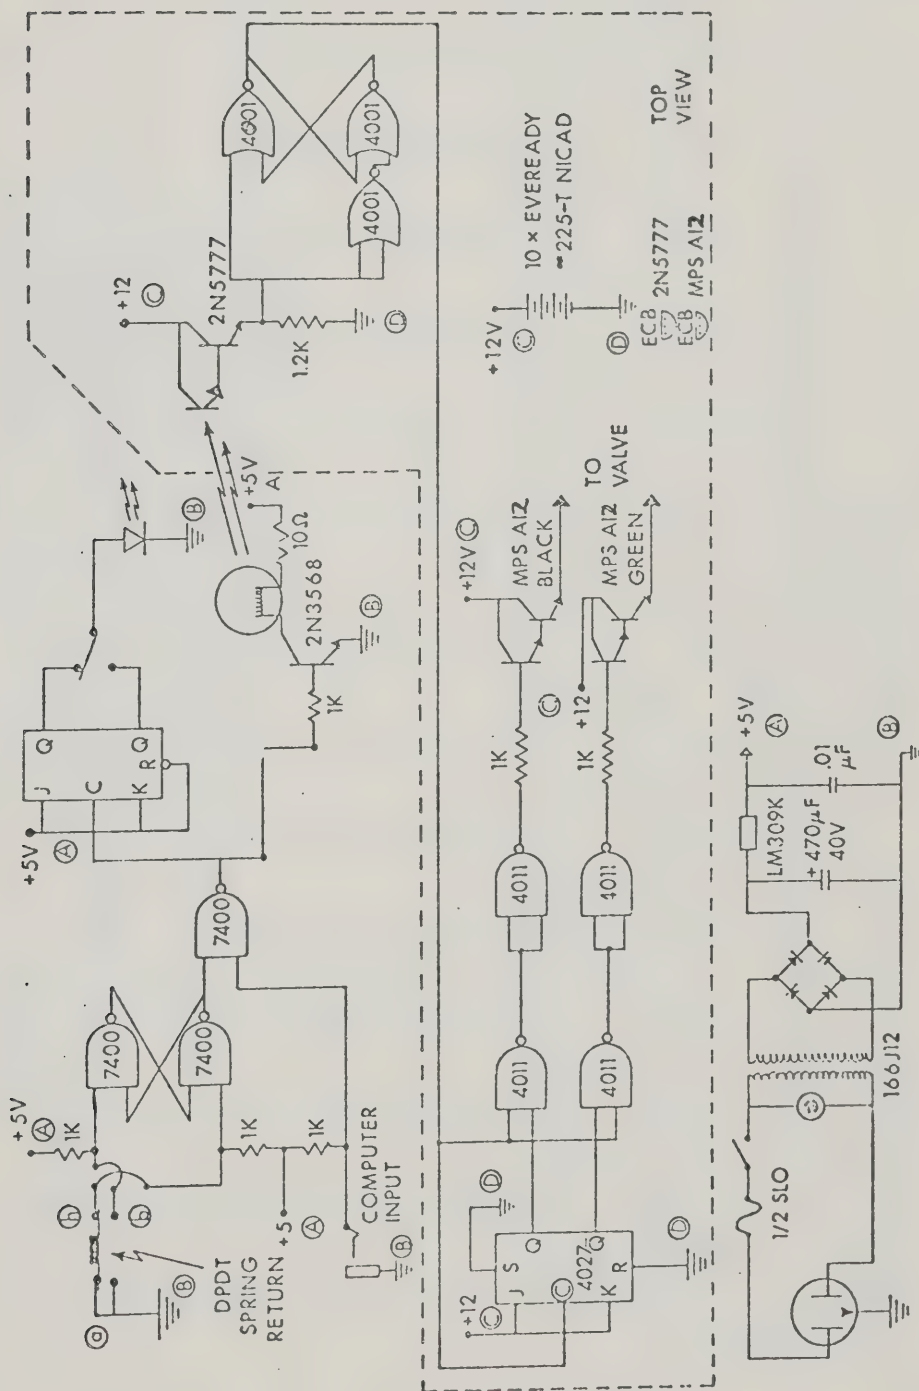 +5V
Ⓐ
1K
ⓐ
ⓗ
ⓑ
Ⓑ
DPDT
SPRING
RETURN
+5
Ⓐ
1K
1K
COMPUTER
INPUT
Ⓑ
7400
7400
7400
+5V
Ⓐ
J
C
K
Q
Q
R
Ⓑ
1K
2N3568
Ⓑ
10Ω
+5V
A
+12
Ⓒ
2N5777
1.2K
Ⓓ
4001
4001
4001
+12
Ⓒ
J
S
Ⓓ
Q
Ⓒ
4027
Q
K
R
Ⓓ
4011
4011
4011
4011
1K
1K
+12V Ⓒ
Ⓒ
+12
MPS A12
BLACK
TO
VALVE
MPS A12
GREEN
+12V
Ⓒ
10 × EVEREADY
225-T NICAD
Ⓓ
ECB 2N5777
ECB MPS A12
TOP
VIEW
1/2 SLO
166J12
LM309K
+ 470μF
40V
.01
μF
+5V
Ⓐ
Ⓑ